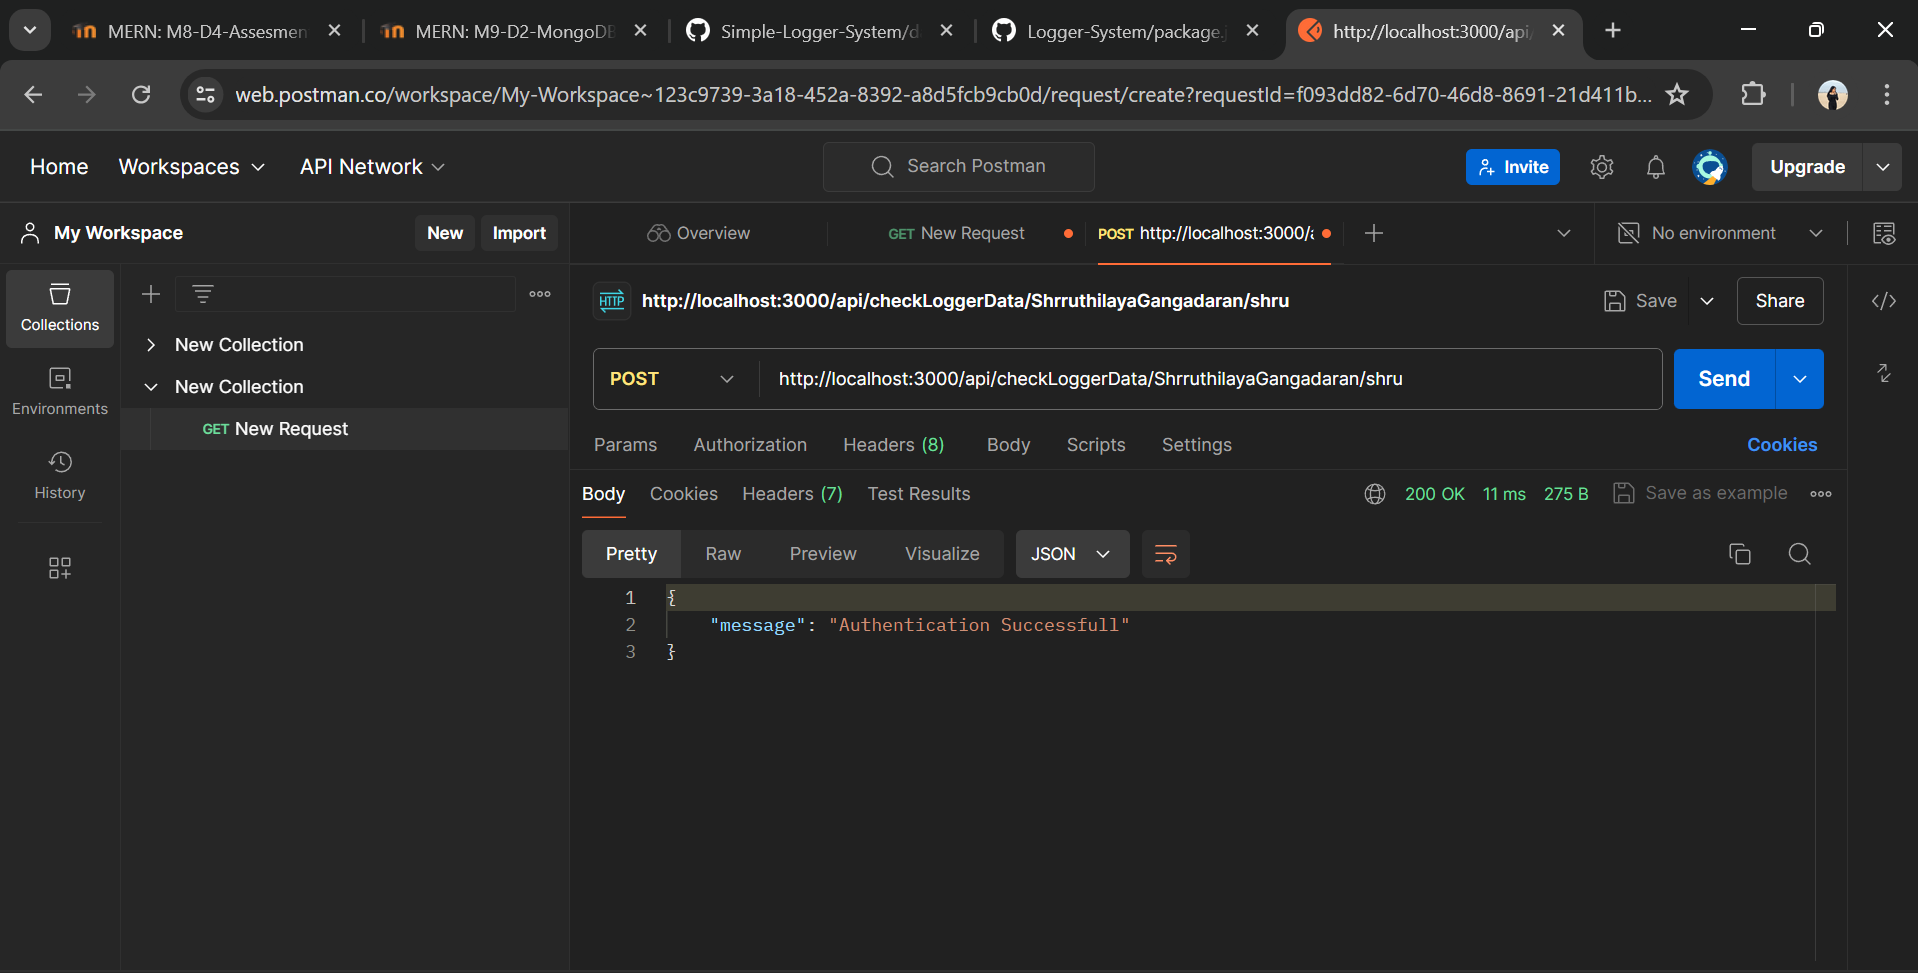 MERN: M8-D4-Assesmen
MERN: M9-D2-MongoDB
Simple-Logger-System/d
Logger-System/package.j
http://localhost:3000/api/
web.postman.co/workspace/My-Workspace~123c9739-3a18-452a-8392-a8d5fcb9cb0d/request/create?requestId=f093dd82-6d70-46d8-8691-21d411b...
Home Workspaces API Network Search Postman Invite Upgrade
My Workspace New Import
Overview GET New Request POST http://localhost:3000/a No environment
Collections
Environments
History
New Collection
New Collection
GET New Request
HTTP http://localhost:3000/api/checkLoggerData/ShrruthilayaGangadaran/shru Save Share
POST http://localhost:3000/api/checkLoggerData/ShrruthilayaGangadaran/shru Send
Params Authorization Headers (8) Body Scripts Settings Cookies
Body Cookies Headers (7) Test Results 200 OK 11 ms 275 B Save as example
Pretty Raw Preview Visualize JSON
1 {
2 "message": "Authentication Successfull"
3 }